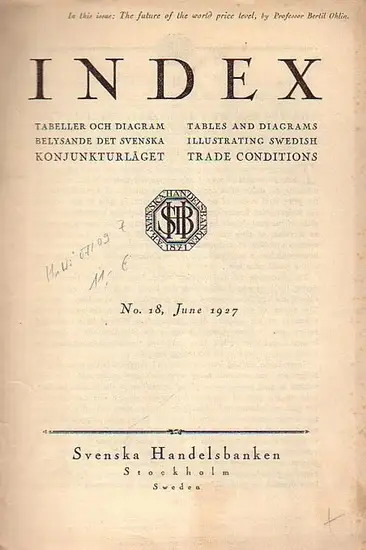 In this issue: The future of the world price level, by Professor Bertil Ohlin.
INDEX
TABELLER OCH DIAGRAM
BELYSANDE DET SVENSKA
KONJUNKTURLÄGET
TABLES AND DIAGRAMS
ILLUSTRATING SWEDISH
TRADE CONDITIONS
A.B. SVENSKA HANDELSBANKEN
SHB
1871
No. 18, June 1927
11,- €
Svenska Handelsbanken
Stockholm
Sweden